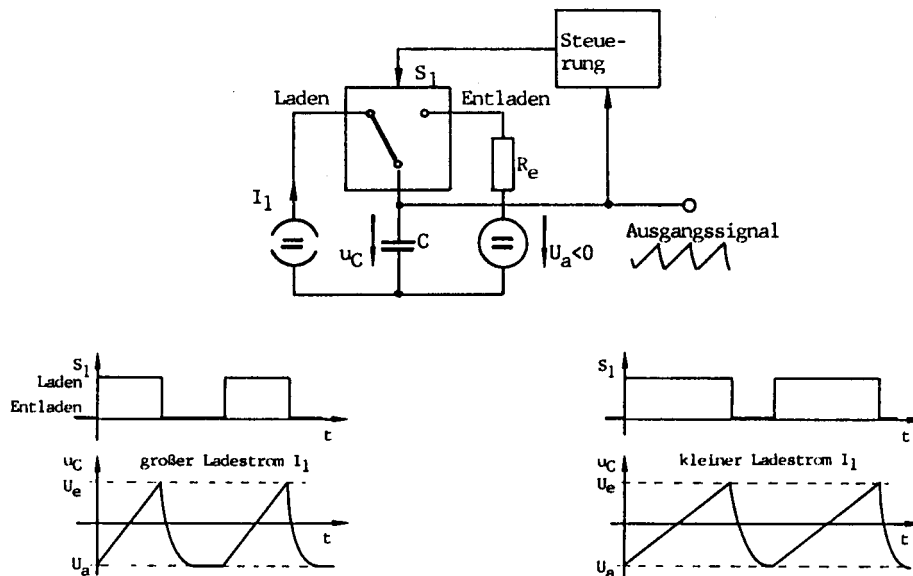 Steue-
rung
S1
Laden
Entladen
Re
I1
uC
C
Ua<0
Ausgangssignal
S1
Laden
Entladen
t
uC
großer Ladestrom I1
Ue
t
Ua
S1
t
uC
kleiner Ladestrom I1
Ue
t
Ua